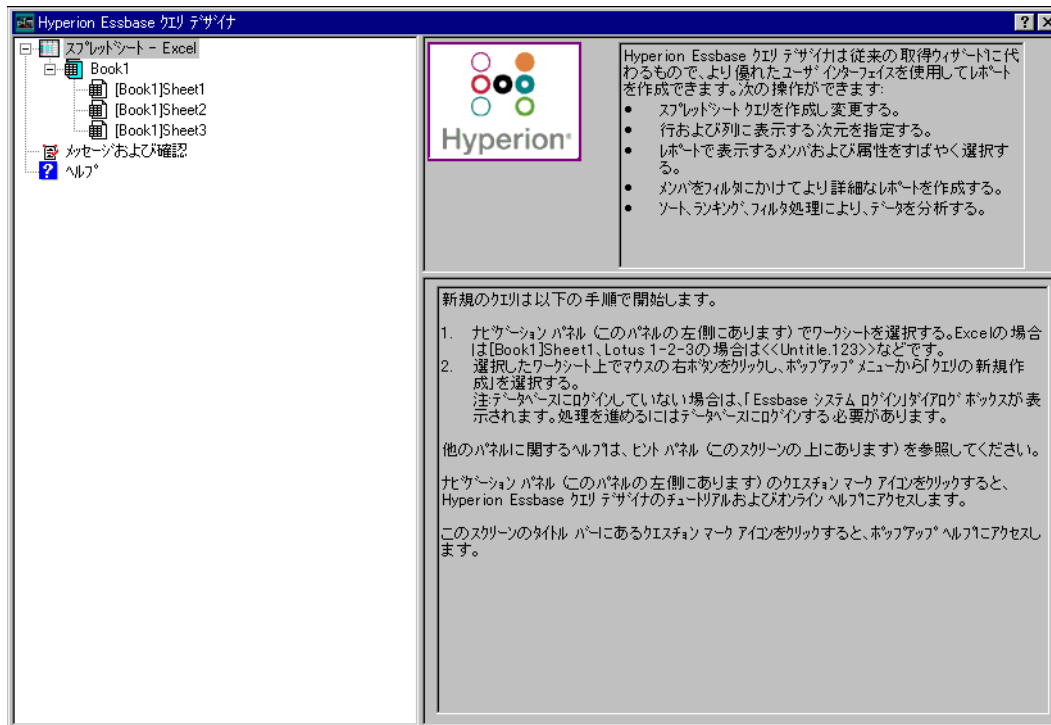 Hyperion Essbase ｸｴﾘ ﾃﾞｻﾞｲﾅ
ｽﾌﾟﾚｯﾄﾞｼｰﾄ - Excel
Book1
[Book1]Sheet1
[Book1]Sheet2
[Book1]Sheet3
ﾒｯｾｰｼﾞおよび確認
ﾍﾙﾌﾟ
Hyperion
Hyperion Essbase ｸｴﾘ ﾃﾞｻﾞｲﾅは従来の取得ｳｨｻﾞｰﾄﾞに代
わるもので、より優れたﾕｰｻﾞ ｲﾝﾀｰﾌｪｲｽを使用してﾚﾎﾟｰﾄ
を作成できます。次の操作ができます:
● ｽﾌﾟﾚｯﾄﾞｼｰﾄ ｸｴﾘを作成し変更する。
● 行および列に表示する次元を指定する。
● ﾚﾎﾟｰﾄで表示するﾒﾝﾊﾞおよび属性をすばやく選択す
る。
● ﾒﾝﾊﾞをﾌｨﾙﾀにかけてより詳細なﾚﾎﾟｰﾄを作成する。
● ｿｰﾄ、ﾗﾝｷﾝｸﾞ、ﾌｨﾙﾀ処理により、ﾃﾞｰﾀを分析する。
新規のｸｴﾘは以下の手順で開始します。
1. ﾅﾋﾞｹﾞｰｼｮﾝ ﾊﾟﾈﾙ (このﾊﾟﾈﾙの左側にあります) でﾜｰｸｼｰﾄを選択する。Excelの場合
は[Book1]Sheet1、Lotus 1-2-3の場合は<<Untitle.123>>などです。
2. 選択したﾜｰｸｼｰﾄ上でﾏｳｽの右ﾎﾞﾀﾝをｸﾘｯｸし、ﾎﾟｯﾌﾟｱｯﾌﾟ ﾒﾆｭｰから「ｸｴﾘの新規作
成」を選択する。
注:ﾃﾞｰﾀﾍﾞｰｽにﾛｸﾞｲﾝしていない場合は、「Essbase ｼｽﾃﾑ ﾛｸﾞｲﾝ」ﾀﾞｲｱﾛｸﾞ ﾎﾞｯｸｽが表
示されます。処理を進めるにはﾃﾞｰﾀﾍﾞｰｽにﾛｸﾞｲﾝする必要があります。
他のﾊﾟﾈﾙに関するﾍﾙﾌﾟは、ﾋﾝﾄ ﾊﾟﾈﾙ (このｽｸﾘｰﾝの上にあります) を参照してください。
ﾅﾋﾞｹﾞｰｼｮﾝ ﾊﾟﾈﾙ (このﾊﾟﾈﾙの左側にあります) のｸｴｽﾁｮﾝ ﾏｰｸ ｱｲｺﾝをｸﾘｯｸすると、
Hyperion Essbase ｸｴﾘ ﾃﾞｻﾞｲﾅのﾁｭｰﾄﾘｱﾙおよびｵﾝﾗｲﾝ ﾍﾙﾌﾟにｱｸｾｽします。
このｽｸﾘｰﾝのﾀｲﾄﾙ ﾊﾞｰにあるｸｴｽﾁｮﾝ ﾏｰｸ ｱｲｺﾝをｸﾘｯｸすると、ﾎﾟｯﾌﾟｱｯﾌﾟ ﾍﾙﾌﾟにｱｸｾｽし
ます。